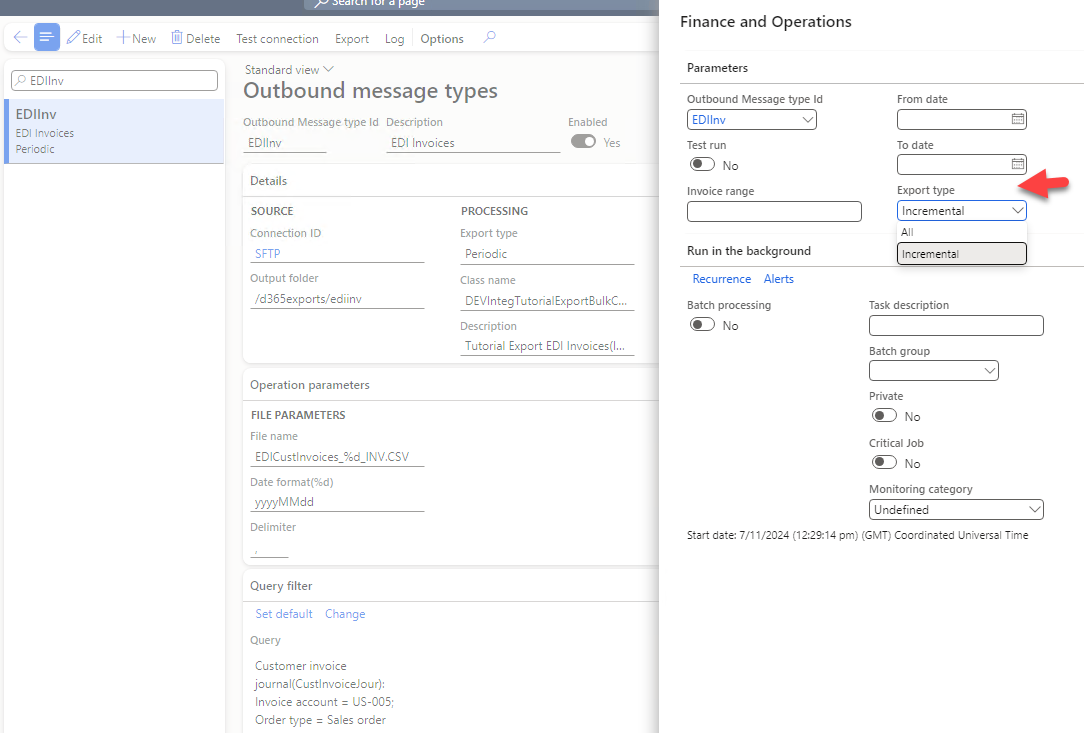 Search for a page
Edit
New
Delete
Test connection
Export
Log
Options
EDIInv
EDIInv
EDI Invoices
Periodic
Standard view
Outbound message types
Outbound Message type Id
Description
Enabled
EDIInv
EDI Invoices
Yes
Details
SOURCE
Connection ID
SFTP
Output folder
/d365exports/ediinv
PROCESSING
Export type
Periodic
Class name
DEVIntegTutorialExportBulkC...
Description
Tutorial Export EDI Invoices(I...
Operation parameters
FILE PARAMETERS
File name
EDICustInvoices_%d_INV.CSV
Date format(%d)
yyyyMMdd
Delimiter
,
Query filter
Set default
Change
Query
Customer invoice
journal(CustInvoiceJour):
Invoice account = US-005;
Order type = Sales order
Finance and Operations
Parameters
Outbound Message type Id
EDIInv
Test run
No
Invoice range
From date
To date
Export type
Incremental
All
Incremental
Run in the background
Recurrence
Alerts
Batch processing
No
Task description
Batch group
Private
No
Critical Job
No
Monitoring category
Undefined
Start date: 7/11/2024 (12:29:14 pm) (GMT) Coordinated Universal Time